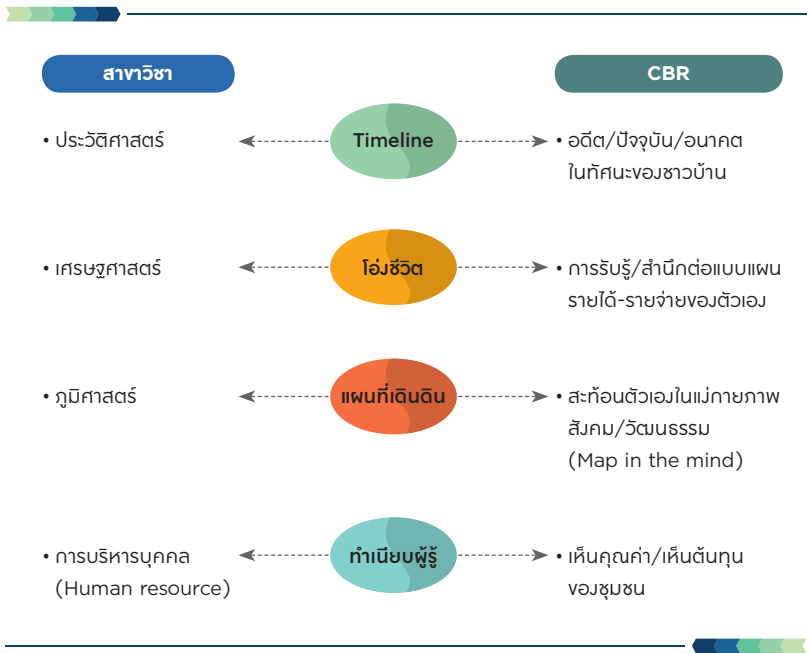 สาขาวิชา
CBR
• ประวัติศาสตร์
Timeline
• อดีต/ปัจจุบัน/อนาคต
ในทัศนะของชาวบ้าน
• เศรษฐศาสตร์
โอ่งชีวิต
• การรับรู้/สำนึกต่อแบบแผน
รายได้-รายจ่ายของตัวเอง
• ภูมิศาสตร์
แผนที่เดินดิน
• สะท้อนตัวเองในแง่กายภาพ
สังคม/วัฒนธรรม
(Map in the mind)
• การบริหารบุคคล
(Human resource)
ทำเนียบผู้รู้
• เห็นคุณค่า/เห็นต้นทุน
ของชุมชน